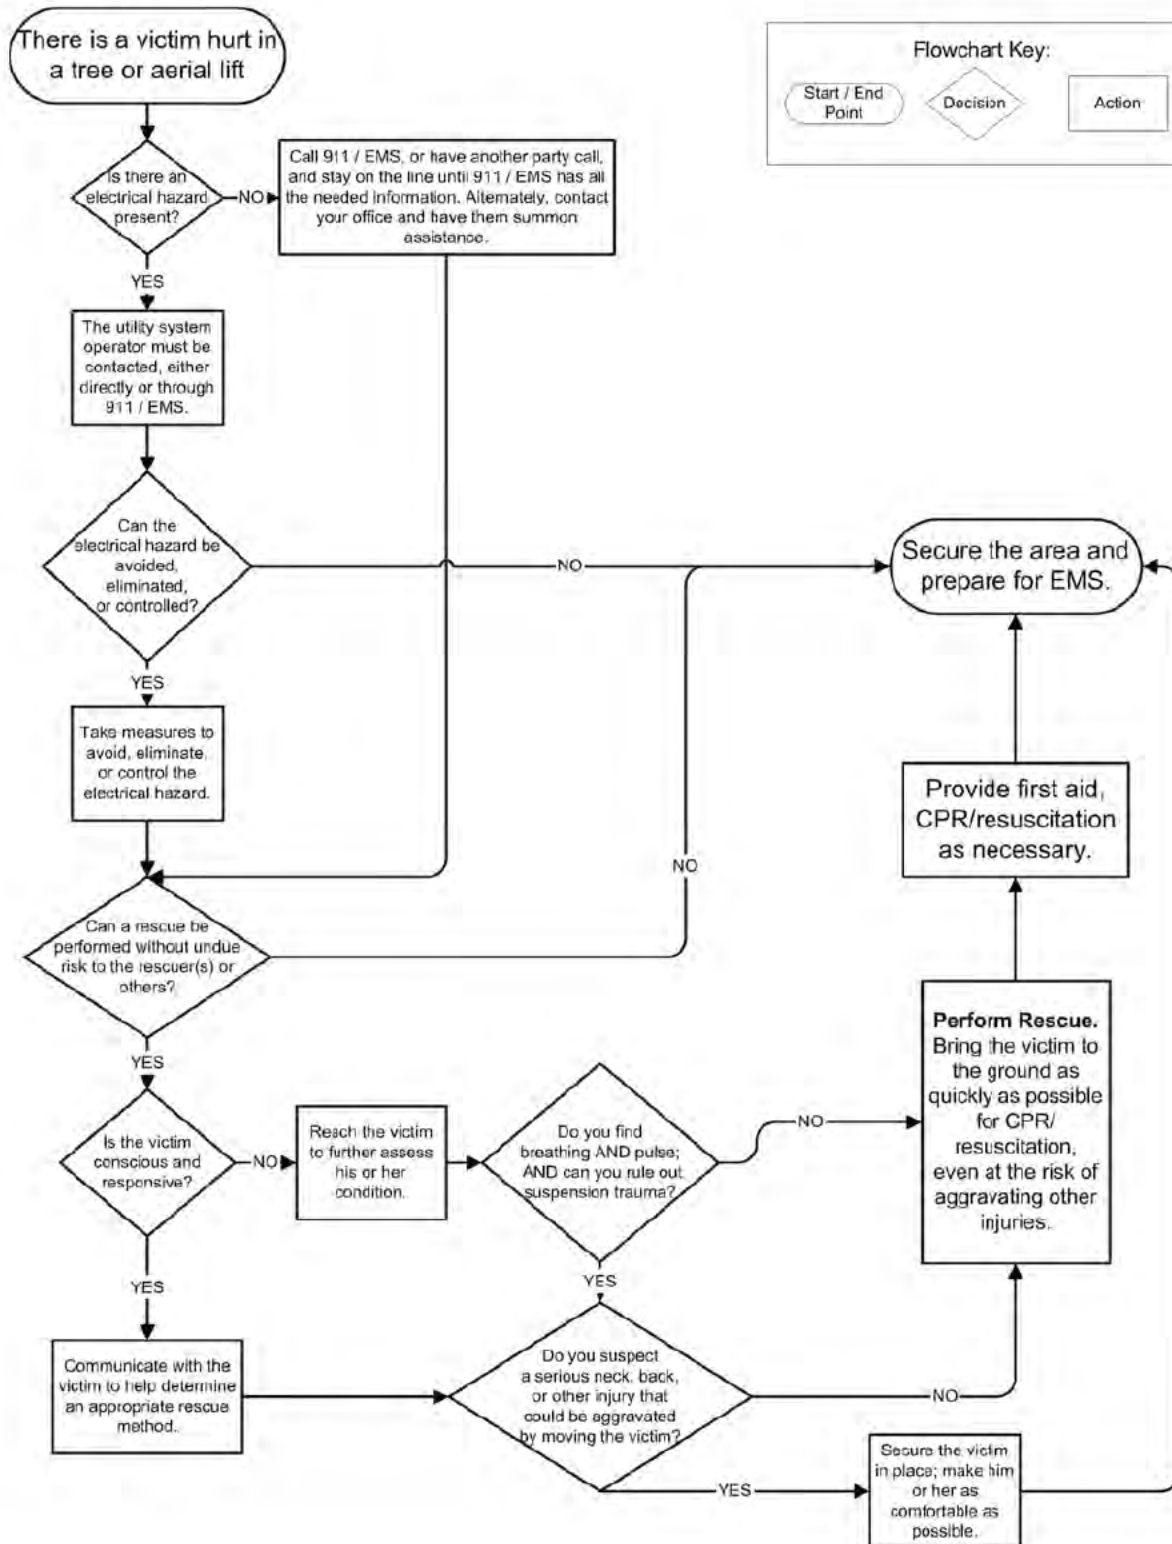 There is a victim hurt in
a tree or aerial lift
Flowchart Key:
Start / End
Point
Decision
Action
Is there an
electrical hazard
present?
NO
Call 911 / EMS, or have another party call,
and stay on the line until 911 / EMS has all
the needed information. Alternately, contact
your office and have them summon
assistance.
YES
The utility system
operator must be
contacted, either
directly or through
911 / EMS.
Can the
electrical hazard be
avoided,
eliminated,
or controlled?
NO
Secure the area and
prepare for EMS.
YES
Take measures to
avoid, eliminate,
or control the
electrical hazard.
Provide first aid,
CPR/resuscitation
as necessary.
NO
Can a rescue be
performed without undue
risk to the rescuer(s) or
others?
YES
Perform Rescue.
Bring the victim to
the ground as
quickly as possible
for CPR/
resuscitation,
even at the risk of
aggravating other
injuries.
Is the victim
conscious and
responsive?
NO
Reach the victim
to further assess
his or her
condition.
Do you find
breathing AND pulse;
AND can you rule out
suspension trauma?
NO
YES
YES
Communicate with the
victim to help determine
an appropriate rescue
method.
Do you suspect
a serious neck, back,
or other injury that
could be aggravated
by moving the victim?
NO
YES
Secure the victim
in place; make him
or her as
comfortable as
possible.